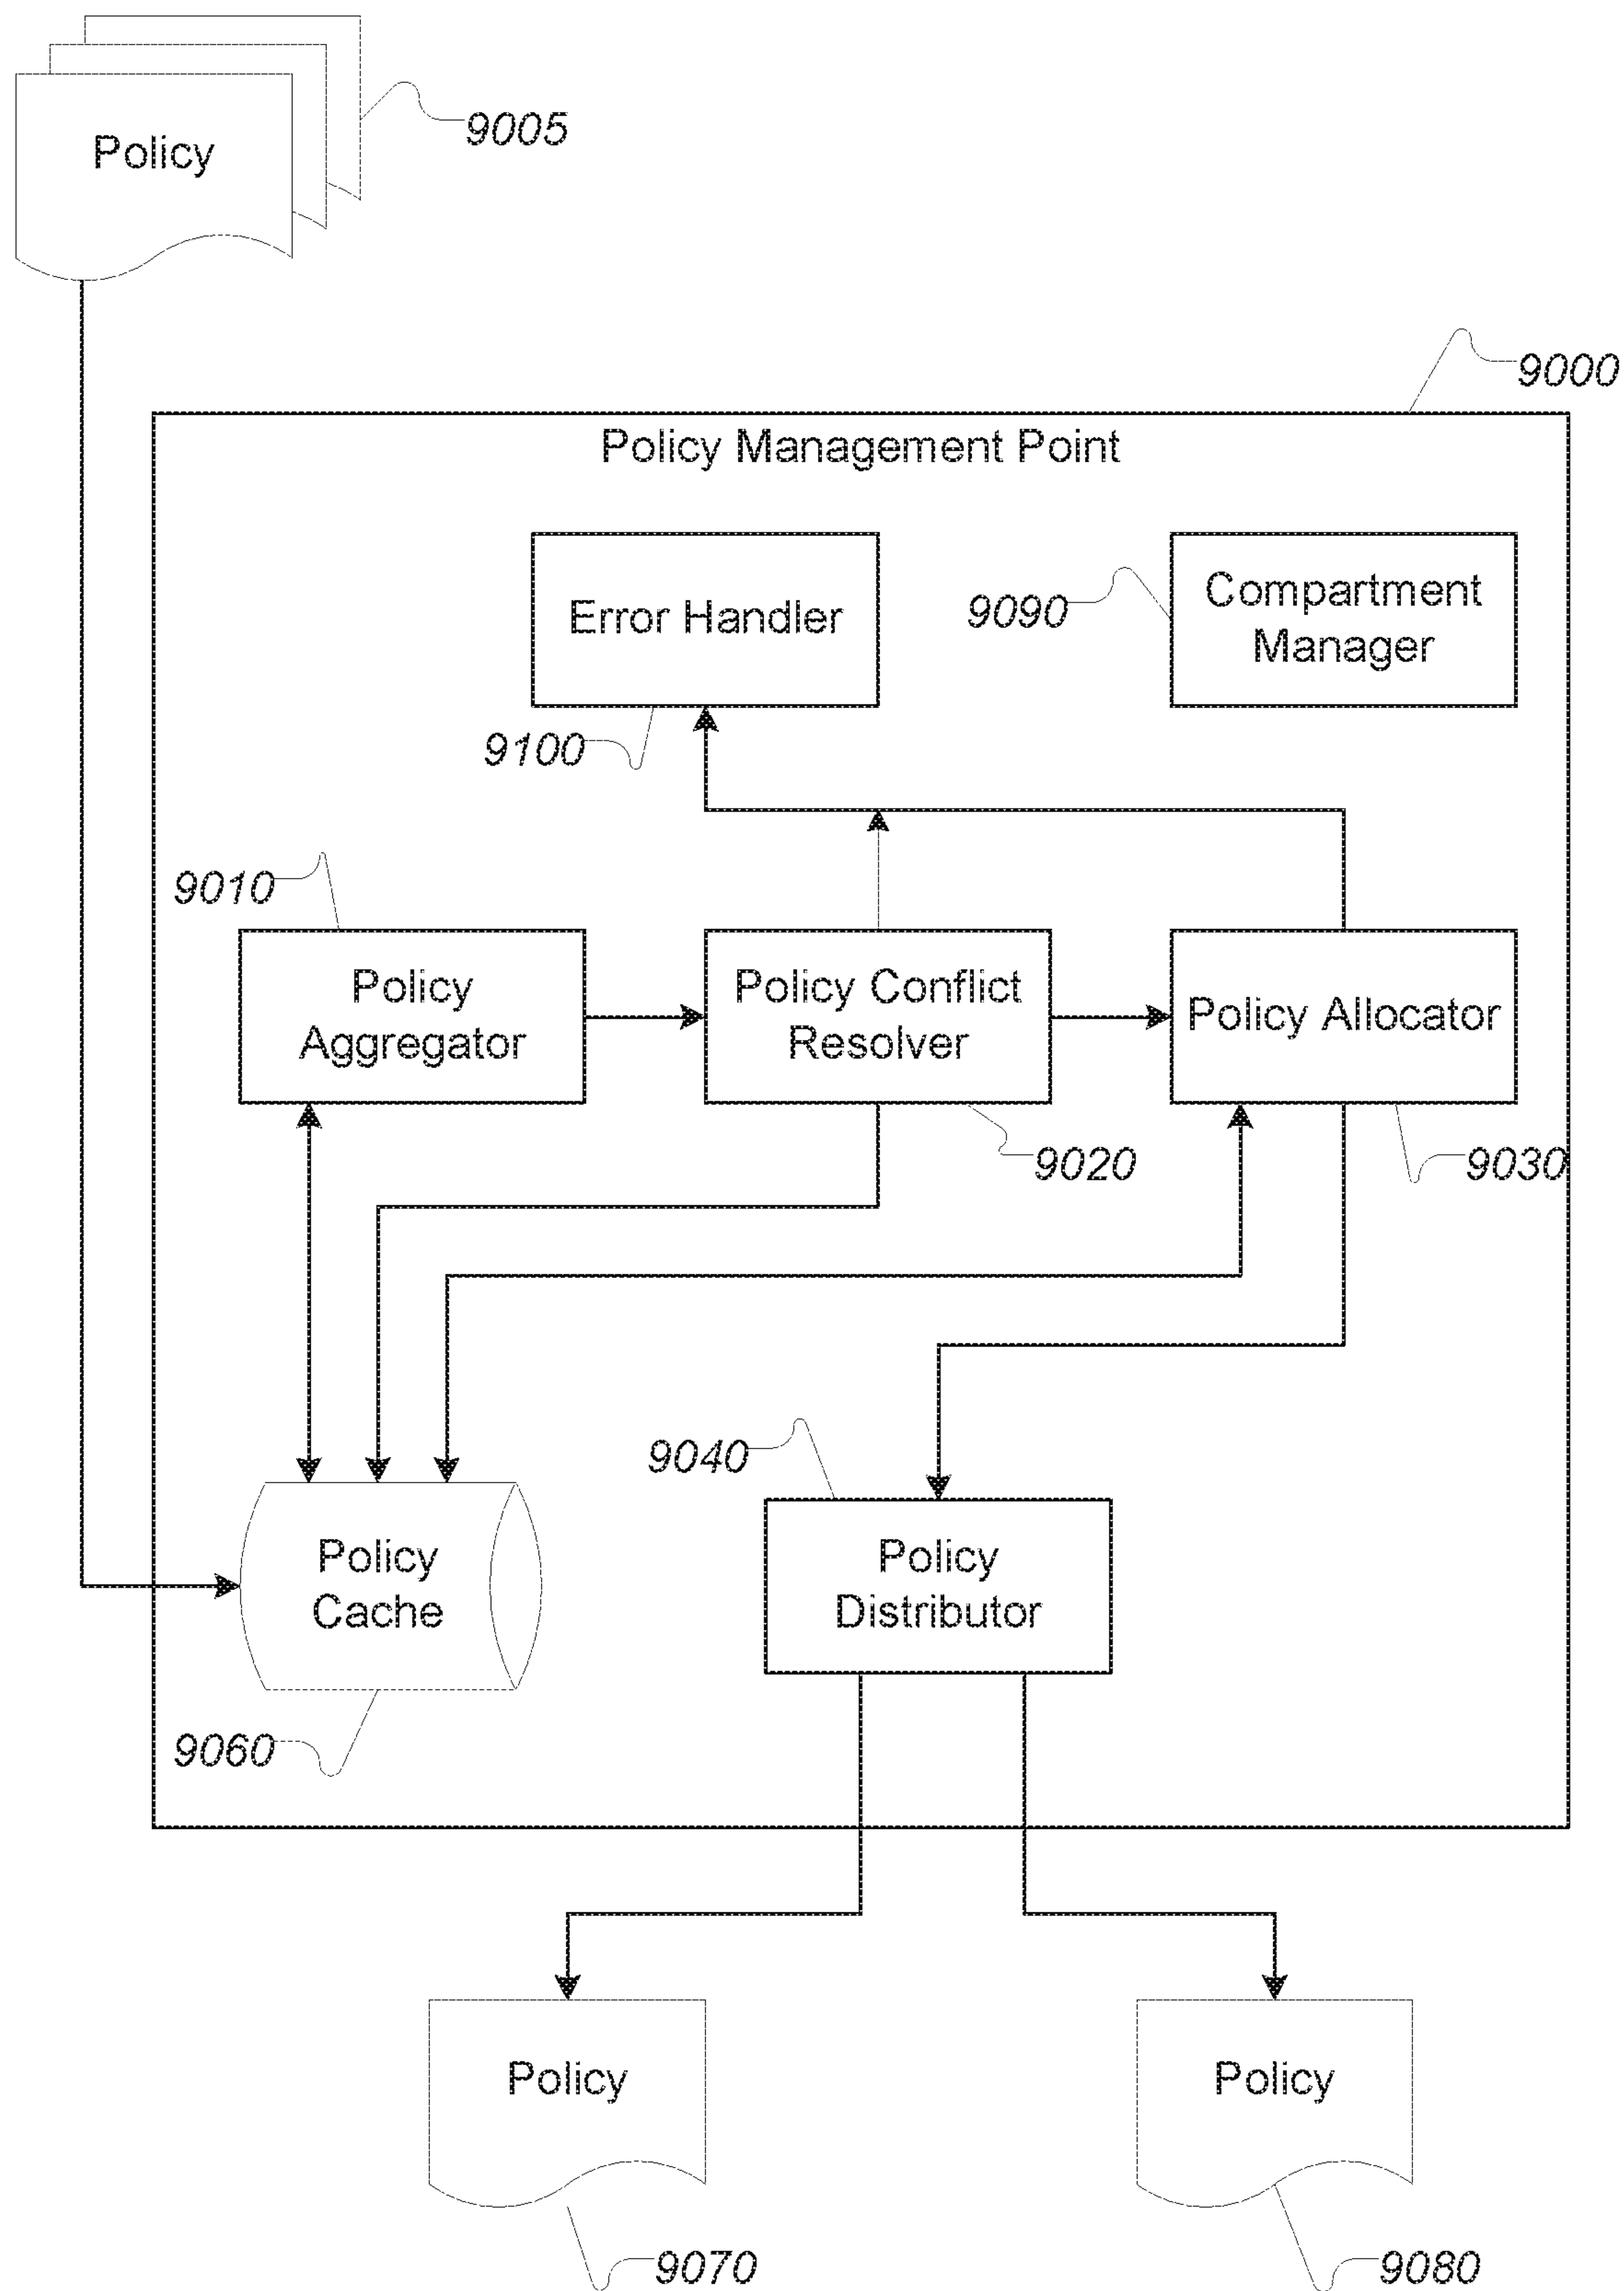 Policy
9005
9000
Policy Management Point
Error Handler
9090
Compartment
Manager
9100
9010
Policy
Aggregator
Policy Conflict
Resolver
Policy Allocator
9020
9030
9040
Policy
Cache
Policy
Distributor
9060
Policy
Policy
9070
9080